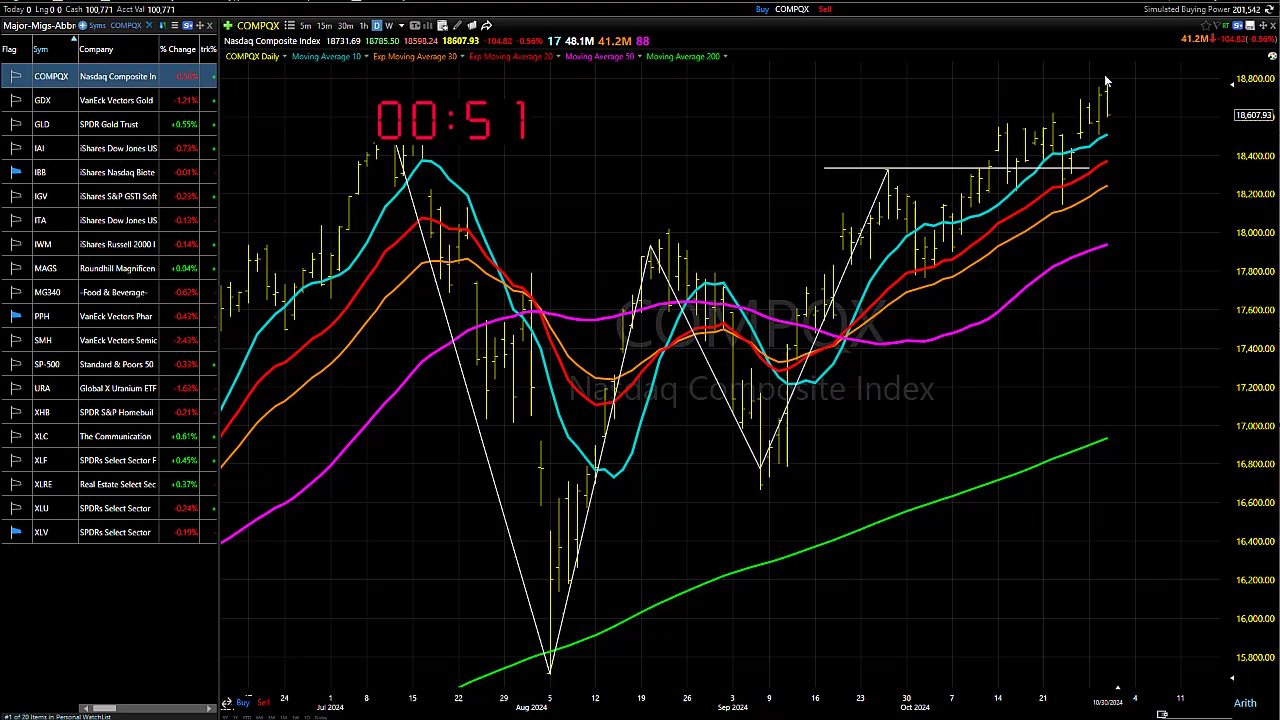 Today 0 Lng 0 0 Cash 100,771 Acct Val 100,771
Buy COMPQX Sell
Simulated Buying Power 201,542
Major-Migs-Abbr Syms COMPQX
COMPQX 5m 15m 30m 1h D W
Flag Sym Company % Change trk%
Nasdaq Composite Index 18731.69 18785.50 18598.24 18607.93 -104.82 -0.56% 17 48.1M 41.2M 88
41.2M -104.82(-0.56%)
COMPQX Daily Moving Average 10 Exp Moving Average 30 Exp Moving Average 20 Moving Average 50 Moving Average 200
COMPQX Nasdaq Composite In -0.56%
GDX VanEck Vectors Gold -1.21%
GLD SPDR Gold Trust +0.55%
IAI iShares Dow Jones US -0.73%
IBB iShares Nasdaq Biote -0.01%
IGV iShares S&P GSTI Soft -0.23%
ITA iShares Dow Jones US -0.13%
IWM iShares Russell 2000 I -0.14%
MAGS Roundhill Magnificen +0.04%
MG340 -Food & Beverage- -0.62%
PPH VanEck Vectors Phar -0.43%
SMH VanEck Vectors Semic -2.43%
SP-500 Standard & Poors 50 -0.33%
URA Global X Uranium ETF -1.63%
XHB SPDR S&P Homebuil -0.21%
XLC The Communication +0.61%
XLF SPDRs Select Sector F +0.45%
XLRE Real Estate Select Sec +0.37%
XLU SPDRs Select Sector -0.24%
XLV SPDRs Select Sector -0.19%
#1 of 20 Items in Personal WatchList
00:51
COMPQX
Nasdaq Composite Index
18,800.00
18,607.93
18,400.00
18,200.00
18,000.00
17,800.00
17,600.00
17,400.00
17,200.00
17,000.00
16,800.00
16,600.00
16,400.00
16,200.00
16,000.00
15,800.00
Buy Sell
24 1 8 15 22 29 5 12 19 26 3 9 16 23 30 7 14 21 4 11
Jul 2024 Aug 2024 Sep 2024 Oct 2024 10/30/2024
Arith